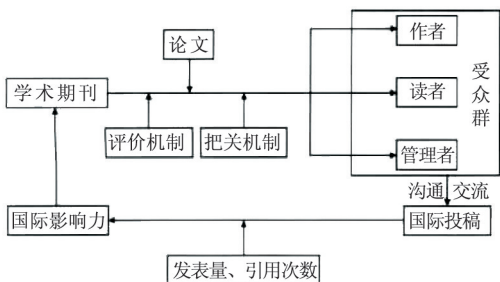 论文
作者
学术期刊
读者
受众群
评价机制
把关机制
管理者
沟通 交流
国际影响力
国际投稿
发表量、引用次数